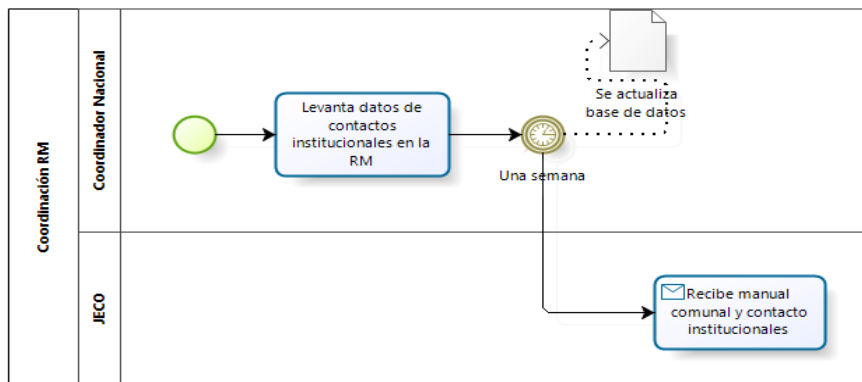 Coordinación RM
Coordinador Nacional
Levanta datos de
contactos
institucionales en la
RM
Una semana
Se actualiza
base de datos
JECO
Recibe manual
comunal y contacto
institucionales